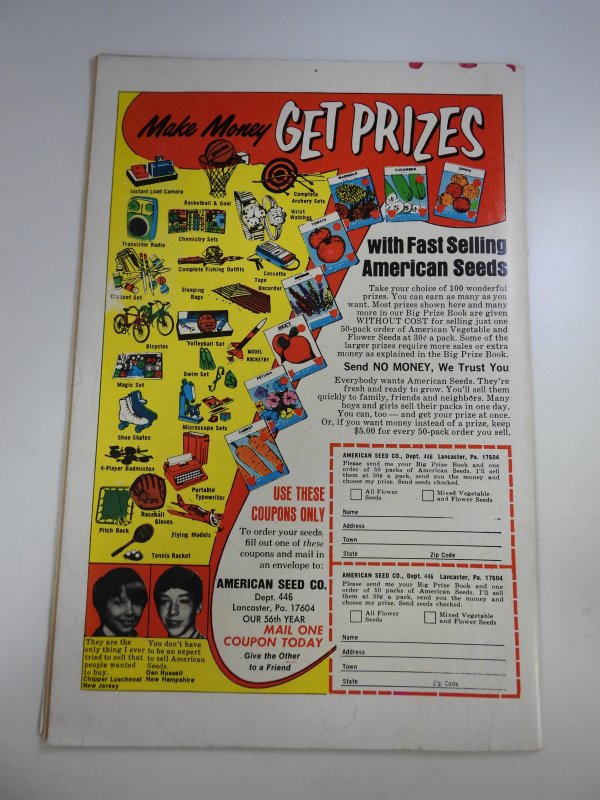 Make Money GET PRIZES
Instant Load Camera
Basketball & Goal
Complete
Archery Sets
MARIGOLD
CUCUMBER
ZINNIA
Transistor Radio
Chemistry Sets
Wrist
Watches
TOMATO
Complete Fishing Outfits
Cassette
Tape
Recorder
Croquet Set
Sleeping
Bags
Bicycles
Volleyball Set
MODEL
ROCKETRY
BEET
Magic Set
Swim Set
PETUNIA
Shoe Skates
Microscope Sets
CARROT
4-Player Badminton
Portable
Typewriter
Pitch Back
Baseball
Gloves
Flying Models
Tennis Racket
with Fast Selling
American Seeds
Take your choice of 100 wonderful
prizes. You can earn as many as you
want. Most prizes shown here and many
more in our Big Prize Book are given
WITHOUT COST for selling just one
50-pack order of American Vegetable and
Flower Seeds at 30¢ a pack. Some of the
larger prizes require more sales or extra
money as explained in the Big Prize Book.
Send NO MONEY, We Trust You
Everybody wants American Seeds. They're
fresh and ready to grow. You'll sell them
quickly to family, friends and neighbors. Many
boys and girls sell their packs in one day.
You can, too — and get your prize at once.
Or, if you want money instead of a prize, keep
$5.00 for every 50-pack order you sell.
USE THESE
COUPONS ONLY
To order your seeds
fill out one of these
coupons and mail in
an envelope to:
AMERICAN SEED CO.
Dept. 446
Lancaster, Pa. 17604
OUR 56th YEAR
MAIL ONE
COUPON TODAY
Give the Other
to a Friend
They are the
only thing I ever
tried to sell that
people wanted
to buy.
Chipper Luschenat
New Jersey
You don't have
to be an expert
to sell American
Seeds.
Dan Russell
New Hampshire
AMERICAN SEED CO., Dept. 446 Lancaster, Pa. 17604
Please send me your Big Prize Book and one
order of 50 packs of American Seeds. I'll sell
them at 30¢ a pack, send you the money and
choose my prize. Send seeds checked.
All Flower
Seeds
Mixed Vegetable
and Flower Seeds
Name
Address
Town
State Zip Code
AMERICAN SEED CO., Dept. 446 Lancaster, Pa. 17604
Please send me your Big Prize Book and one
order of 50 packs of American Seeds. I'll sell
them at 30¢ a pack, send you the money and
choose my prize. Send seeds checked.
All Flower
Seeds
Mixed Vegetable
and Flower Seeds
Name
Address
Town
State Zip Code